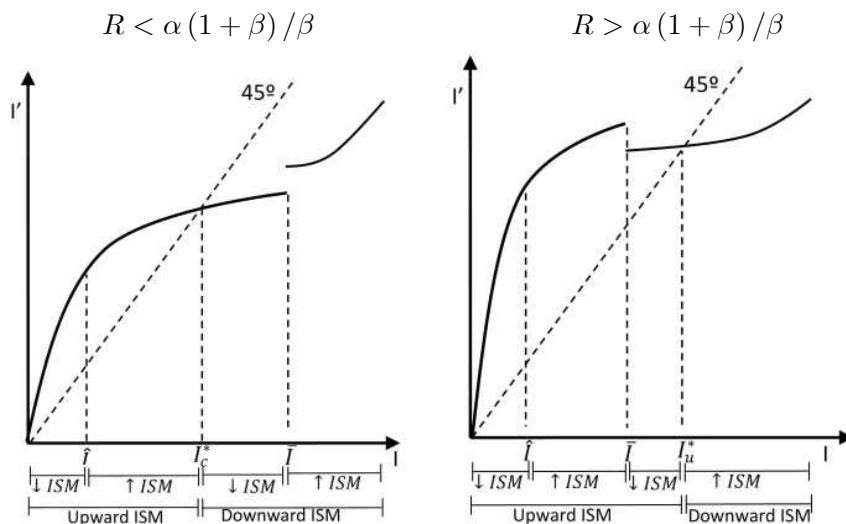 R < α (1 + β) /β
R > α (1 + β) /β
I'
45º
Î
I*c
Ī
I
↓ ISM
↑ ISM
↓ ISM
↑ ISM
Upward ISM
Downward ISM
I'
45º
Î
Ī
I*u
I
↓ ISM
↑ ISM
↓ ISM
↑ ISM
Upward ISM
Downward ISM